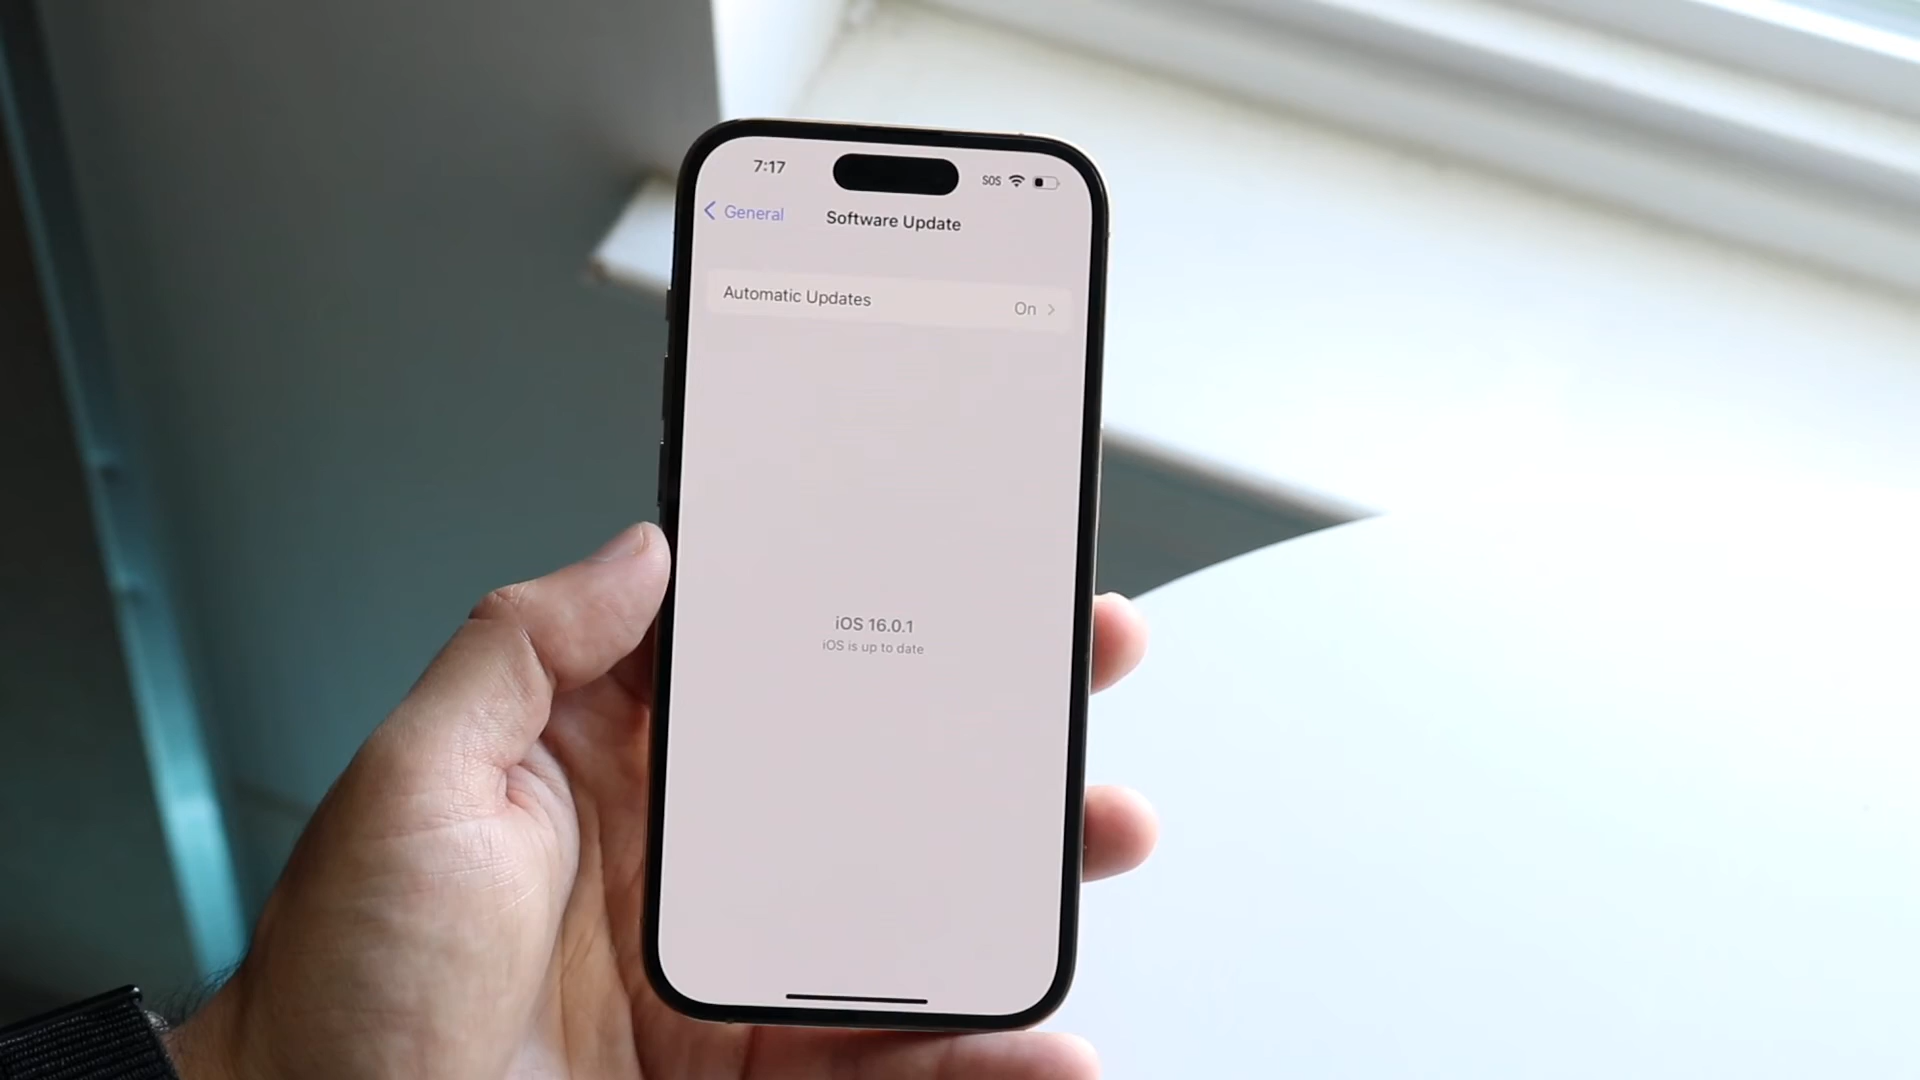 7:17
SOS
General
Software Update
Automatic Updates
On
iOS 16.0.1
iOS is up to date